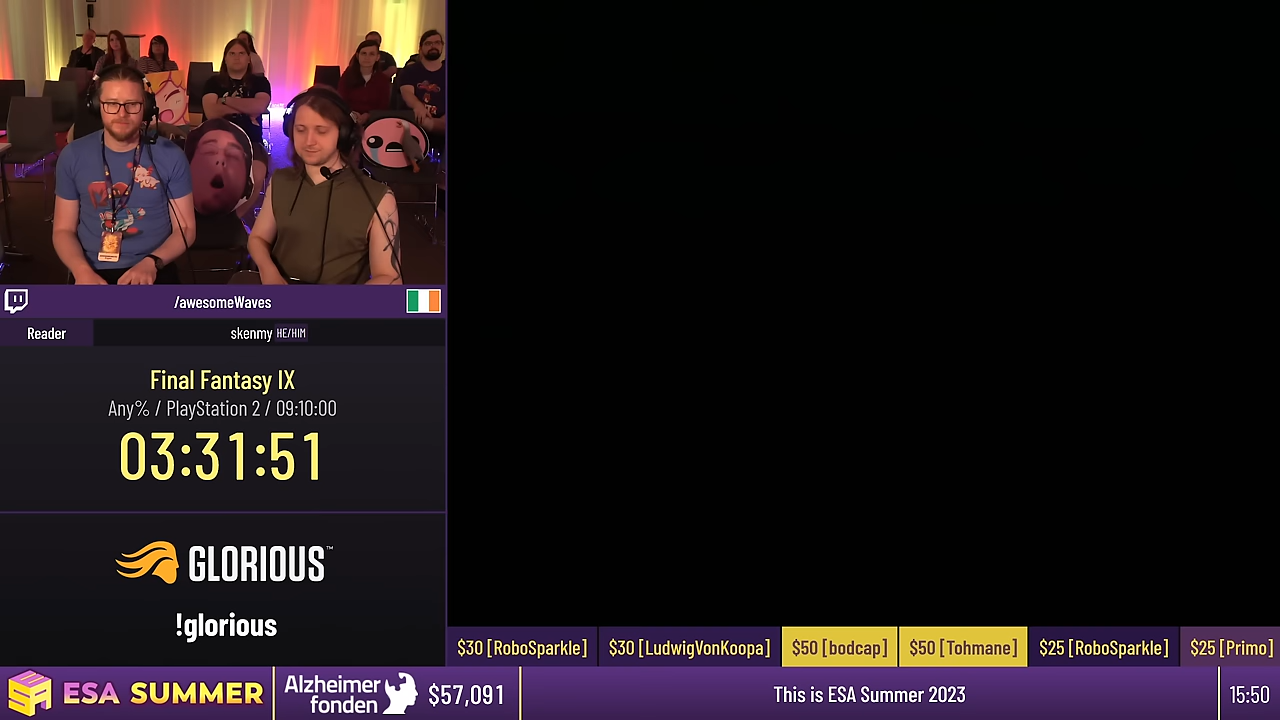 /awesomeWaves
Reader
skenmy HE/HIM
Final Fantasy IX
Any% / PlayStation 2 / 09:10:00
03:31:51
GLORIOUS™
!glorious
$30 [RoboSparkle]
$30 [LudwigVonKoopa]
$50 [bodcap]
$50 [Tohmane]
$25 [RoboSparkle]
$25 [Primo]
ESA SUMMER
Alzheimer
fonden
$57,091
This is ESA Summer 2023
15:50